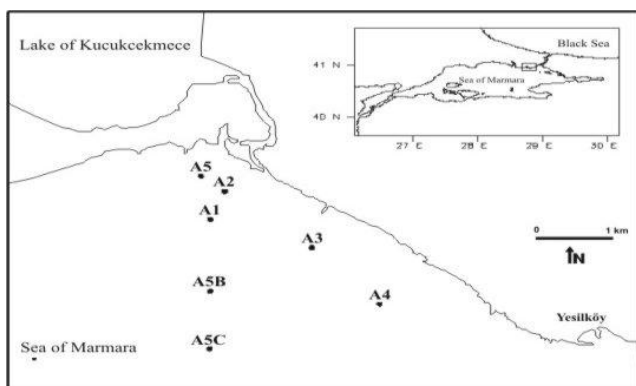 Lake of Kucukcekmece
Black Sea
41 N
Sea of Marmara
40 N
27 E
28 E
29 E
30 E
A5
A2
A1
A3
1 km
N
A5B
A4
Yesilköy
Sea of Marmara
A5C